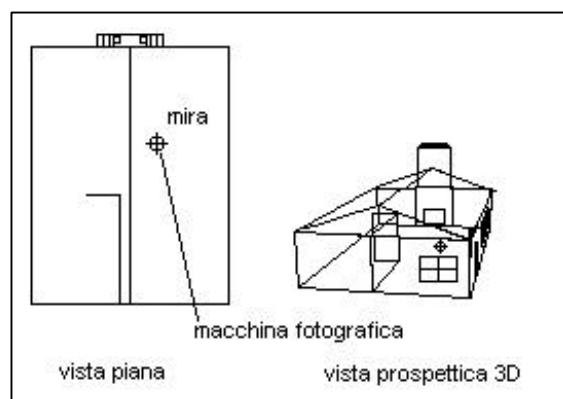 mira
macchina fotografica
vista piana
vista prospettica 3D